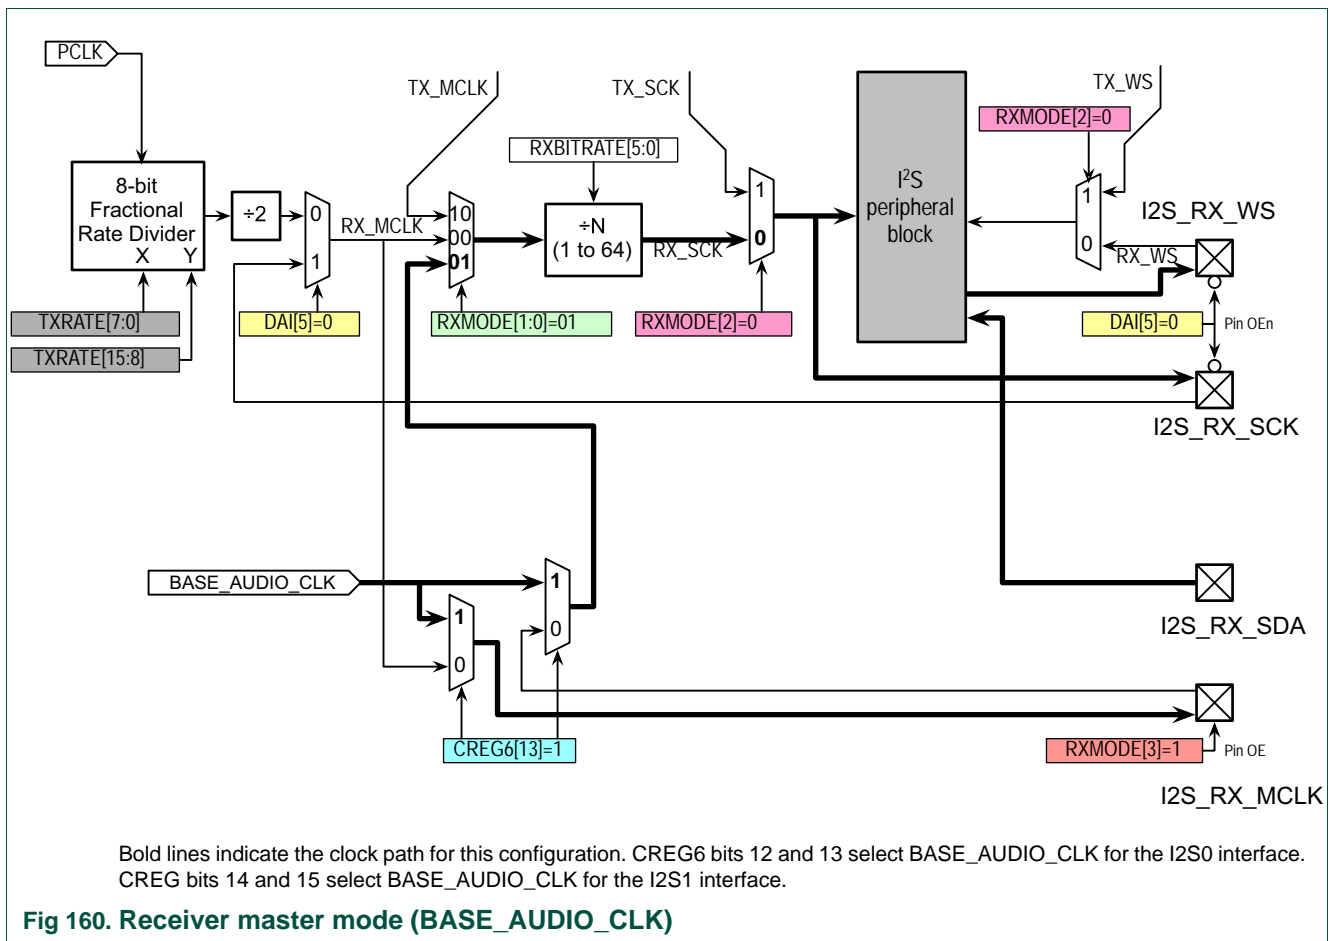 PCLK
TX_MCLK
TX_SCK
TX_WS
RXMODE[2]=0
RXBITRATE[5:0]
8-bit
Fractional
Rate Divider
X Y
÷2
0
1
RX_MCLK
10
00
01
÷N
(1 to 64)
RX_SCK
1
0
I2S
peripheral
block
1
0
RX_WS
I2S_RX_WS
TXRATE[7:0]
TXRATE[15:8]
DAI[5]=0
RXMODE[1:0]=01
RXMODE[2]=0
DAI[5]=0
Pin OEn
I2S_RX_SCK
BASE_AUDIO_CLK
1
0
1
0
I2S_RX_SDA
CREG6[13]=1
RXMODE[3]=1
Pin OE
I2S_RX_MCLK
Bold lines indicate the clock path for this configuration. CREG6 bits 12 and 13 select BASE_AUDIO_CLK for the I2S0 interface.
CREG bits 14 and 15 select BASE_AUDIO_CLK for the I2S1 interface.
Fig 160. Receiver master mode (BASE_AUDIO_CLK)